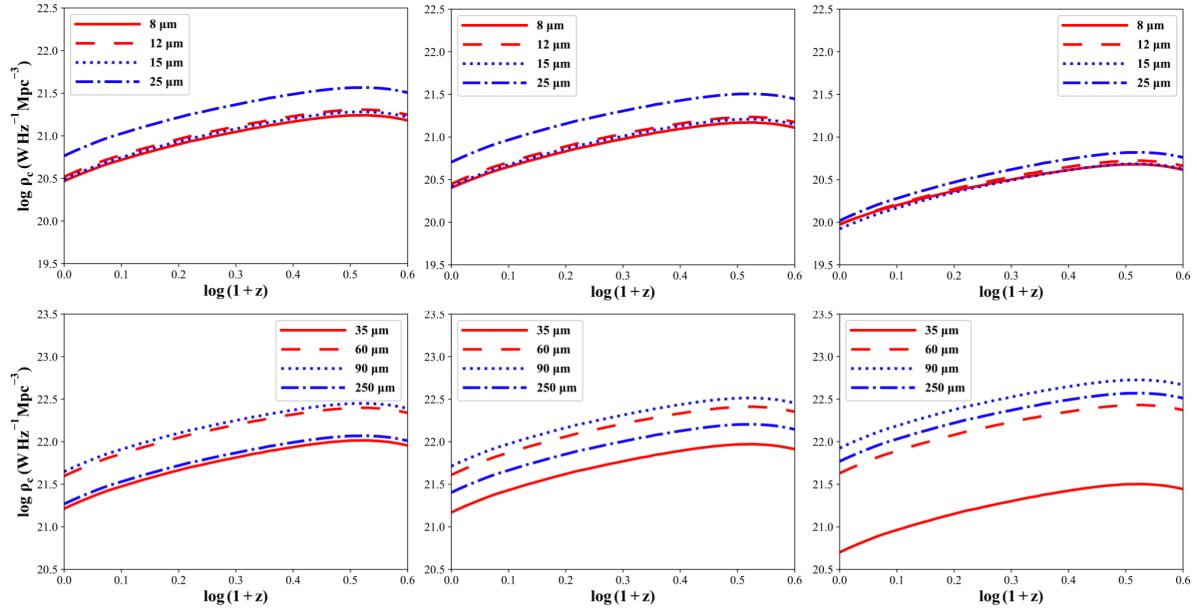 22.5
22.0
21.5
21.0
20.5
20.0
19.5
log ρc (W Hz⁻¹ Mpc⁻³)
8 µm
12 µm
15 µm
25 µm
0.0 0.1 0.2 0.3 0.4 0.5 0.6
log (1 + z)
22.5
22.0
21.5
21.0
20.5
20.0
19.5
8 µm
12 µm
15 µm
25 µm
0.0 0.1 0.2 0.3 0.4 0.5 0.6
log (1 + z)
22.5
22.0
21.5
21.0
20.5
20.0
19.5
8 µm
12 µm
15 µm
25 µm
0.0 0.1 0.2 0.3 0.4 0.5 0.6
log (1 + z)
23.5
23.0
22.5
22.0
21.5
21.0
20.5
log ρc (W Hz⁻¹ Mpc⁻³)
35 µm
60 µm
90 µm
250 µm
0.0 0.1 0.2 0.3 0.4 0.5 0.6
log (1 + z)
23.5
23.0
22.5
22.0
21.5
21.0
20.5
35 µm
60 µm
90 µm
250 µm
0.0 0.1 0.2 0.3 0.4 0.5 0.6
log (1 + z)
23.5
23.0
22.5
22.0
21.5
21.0
20.5
35 µm
60 µm
90 µm
250 µm
0.0 0.1 0.2 0.3 0.4 0.5 0.6
log (1 + z)